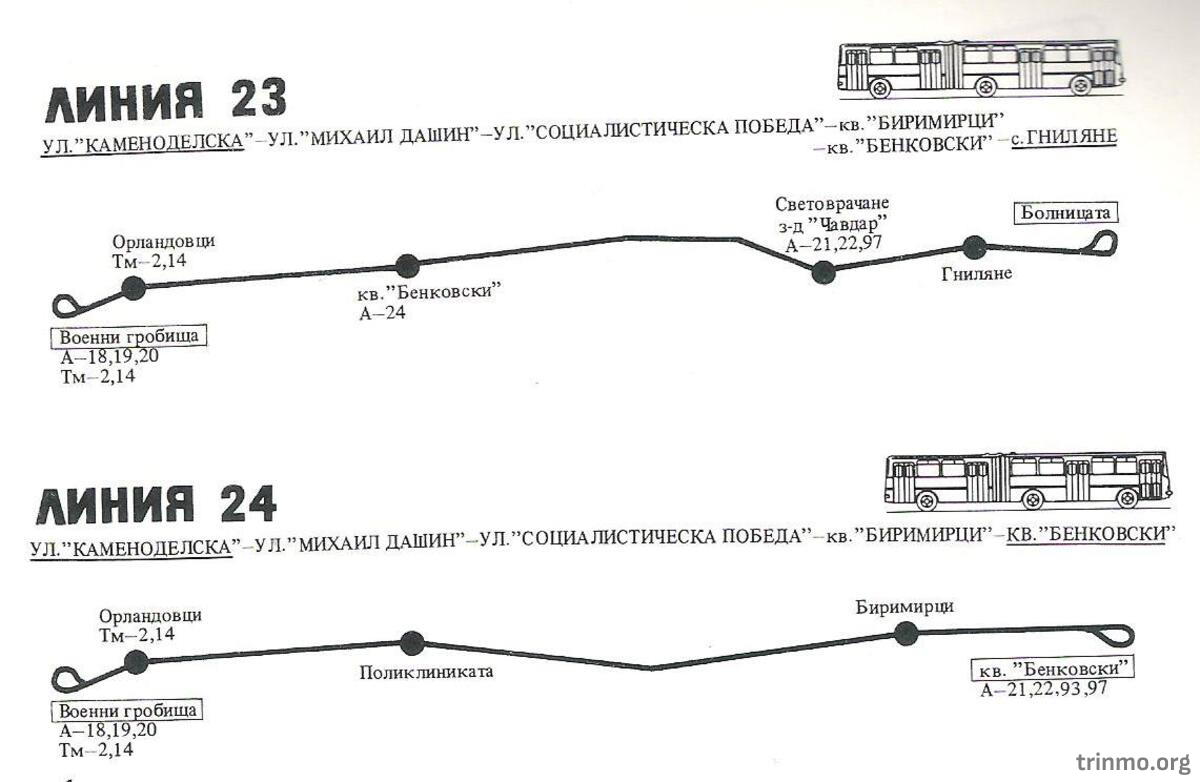 ЛИНИЯ 23
УЛ."КАМЕНОДЕЛСКА"–УЛ."МИХАИЛ ДАШИН"–УЛ."СОЦИАЛИСТИЧЕСКА ПОБЕДА"–кв."БИРИМИРЦИ"
–кв."БЕНКОВСКИ" –с.ГНИЛЯНЕ
Орландовци
Тм–2,14
Световрачане
з-д "Чавдар"
А–21,22,97
Болницата
кв."Бенковски"
А–24
Гниляне
Военни гробища
А–18,19,20
Тм–2,14
ЛИНИЯ 24
УЛ."КАМЕНОДЕЛСКА"–УЛ."МИХАИЛ ДАШИН"–УЛ."СОЦИАЛИСТИЧЕСКА ПОБЕДА"–кв."БИРИМИРЦИ"–КВ."БЕНКОВСКИ"
Орландовци
Тм–2,14
Биримирци
Поликлиниката
кв. "Бенковски"
А–21,22,93,97
Военни гробища
А–18,19,20
Тм–2,14
trinmo.org